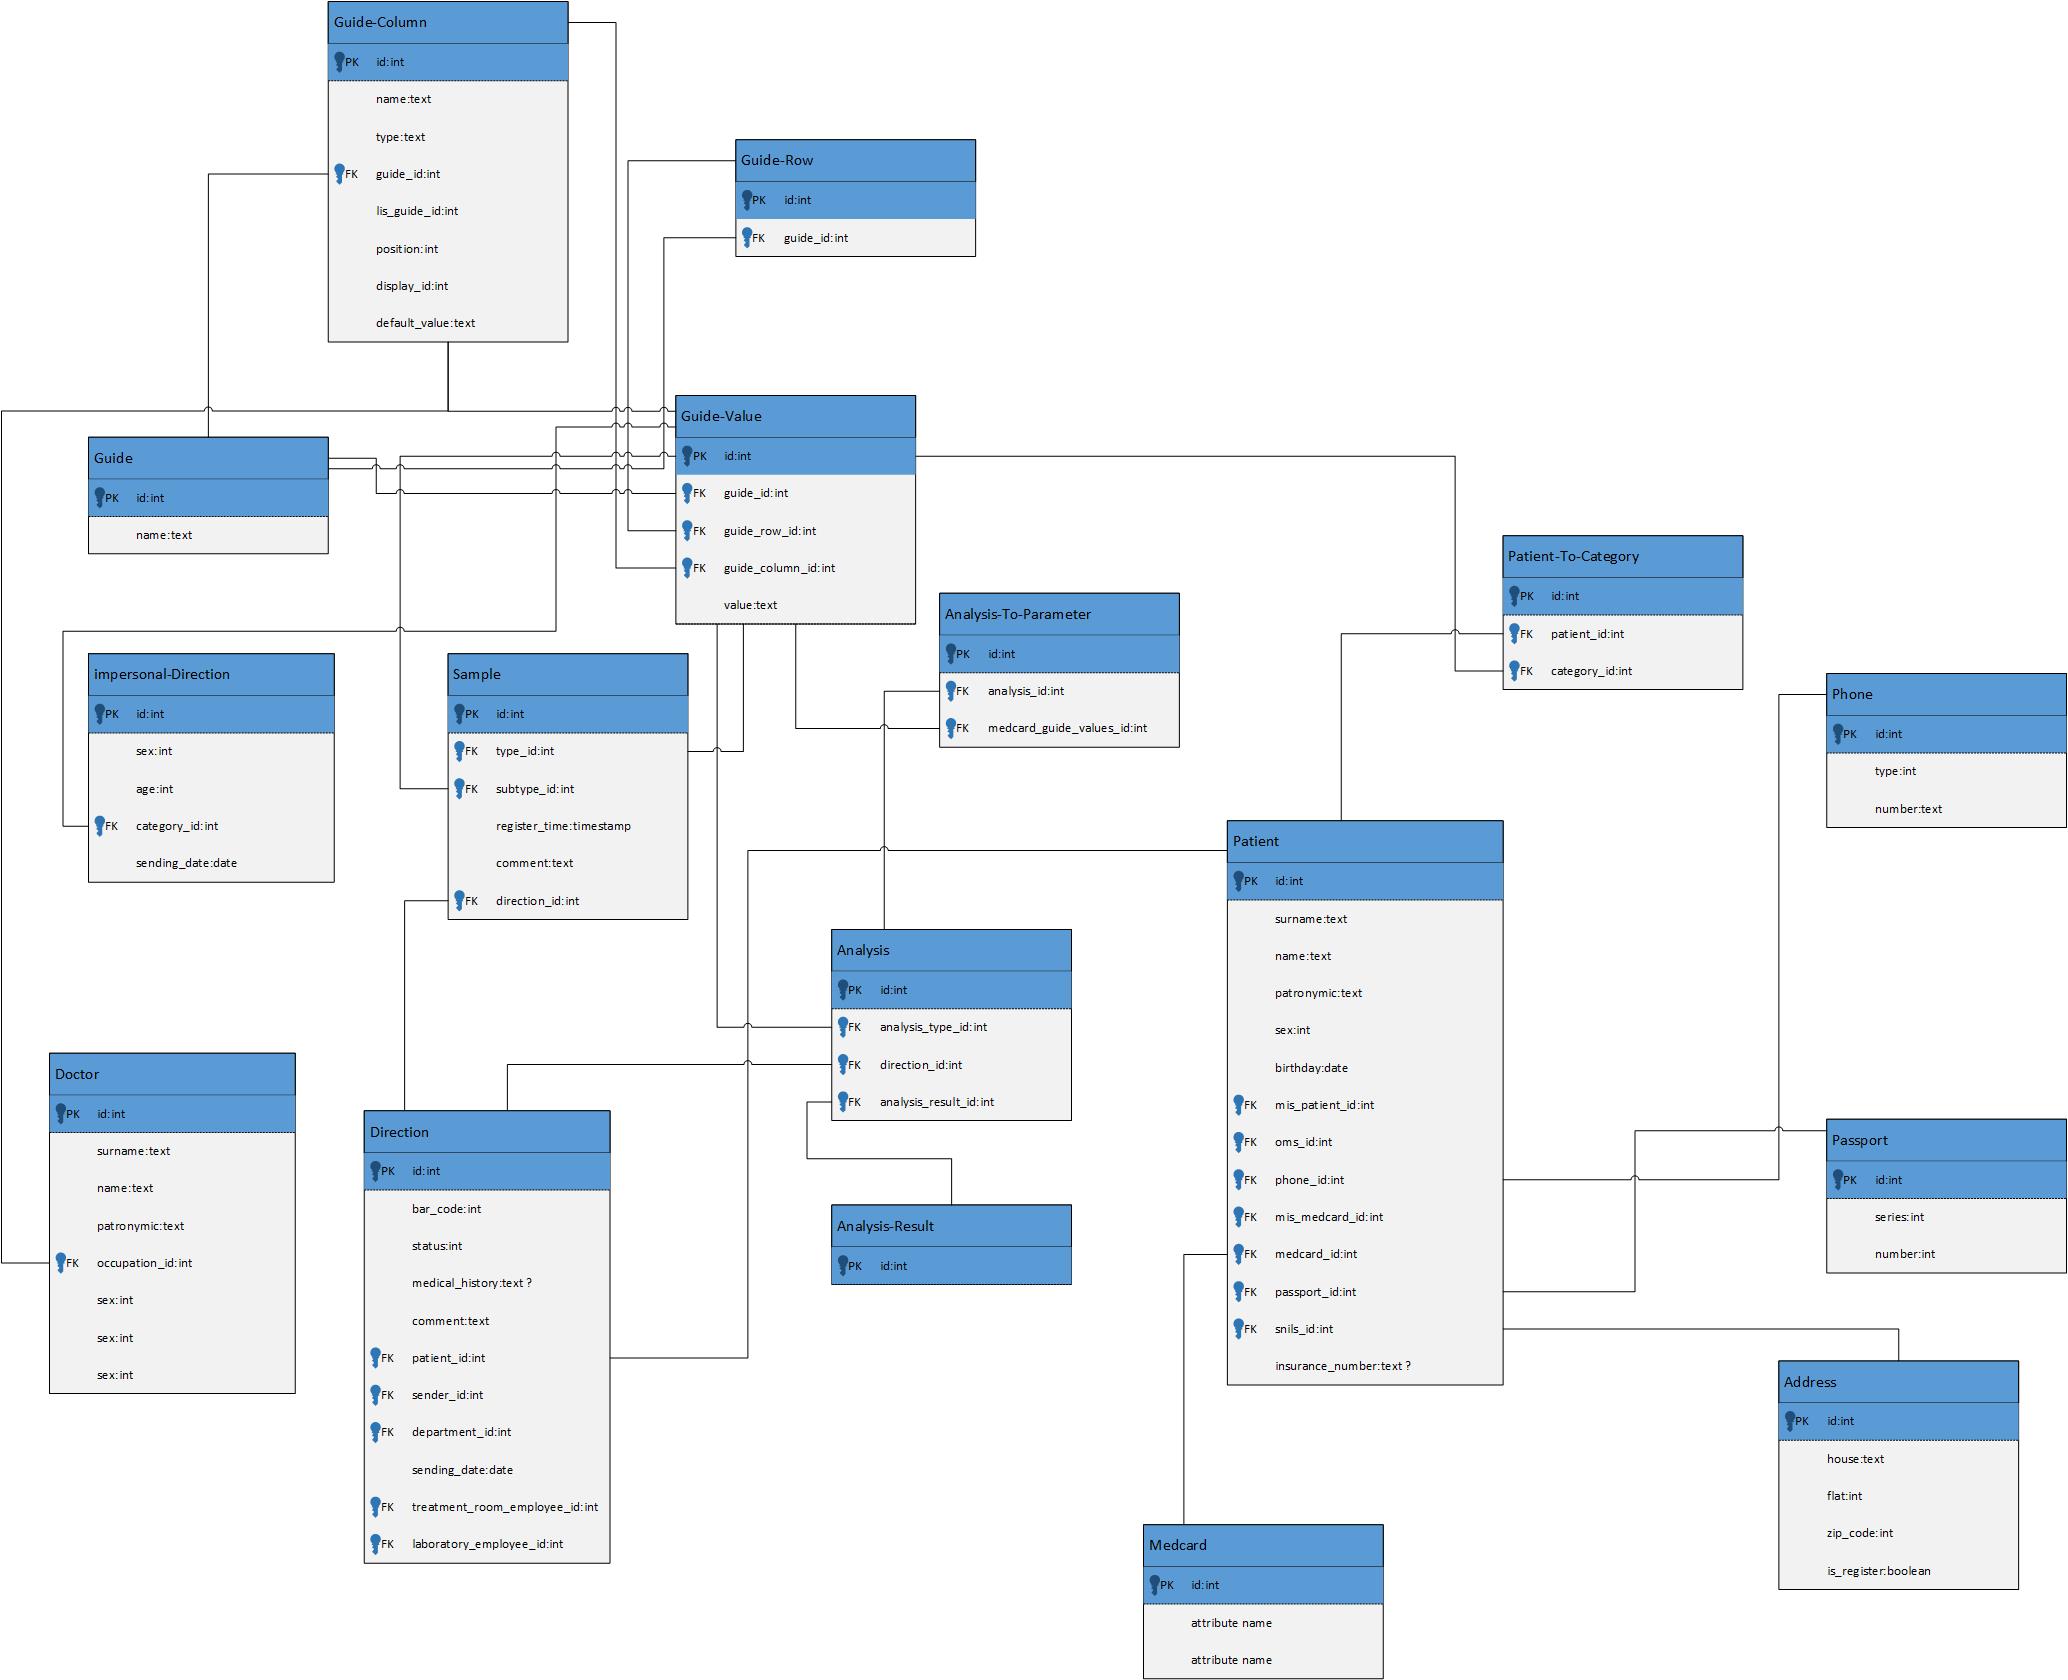 Guide-Column
PK id:int
name:text
type:text
FK guide_id:int
lis_guide_id:int
position:int
display_id:int
default_value:text
Guide-Row
PK id:int
FK guide_id:int
Guide-Value
PK id:int
FK guide_id:int
FK guide_row_id:int
FK guide_column_id:int
value:text
Guide
PK id:int
name:text
Patient-To-Category
PK id:int
FK patient_id:int
FK category_id:int
Analysis-To-Parameter
PK id:int
FK analysis_id:int
FK medcard_guide_values_id:int
impersonal-Direction
PK id:int
sex:int
age:int
FK category_id:int
sending_date:date
Sample
PK id:int
FK type_id:int
FK subtype_id:int
register_time:timestamp
comment:text
FK direction_id:int
Phone
PK id:int
type:int
number:text
Patient
PK id:int
surname:text
name:text
patronymic:text
sex:int
birthday:date
FK mis_patient_id:int
FK oms_id:int
FK phone_id:int
FK mis_medcard_id:int
FK medcard_id:int
FK passport_id:int
FK snils_id:int
insurance_number:text ?
Analysis
PK id:int
FK analysis_type_id:int
FK direction_id:int
FK analysis_result_id:int
Doctor
PK id:int
surname:text
name:text
patronymic:text
FK occupation_id:int
sex:int
sex:int
sex:int
Direction
PK id:int
bar_code:int
status:int
medical_history:text ?
comment:text
FK patient_id:int
FK sender_id:int
FK department_id:int
sending_date:date
FK treatment_room_employee_id:int
FK laboratory_employee_id:int
Analysis-Result
PK id:int
Passport
PK id:int
series:int
number:int
Address
PK id:int
house:text
flat:int
zip_code:int
is_register:boolean
Medcard
PK id:int
attribute name
attribute name